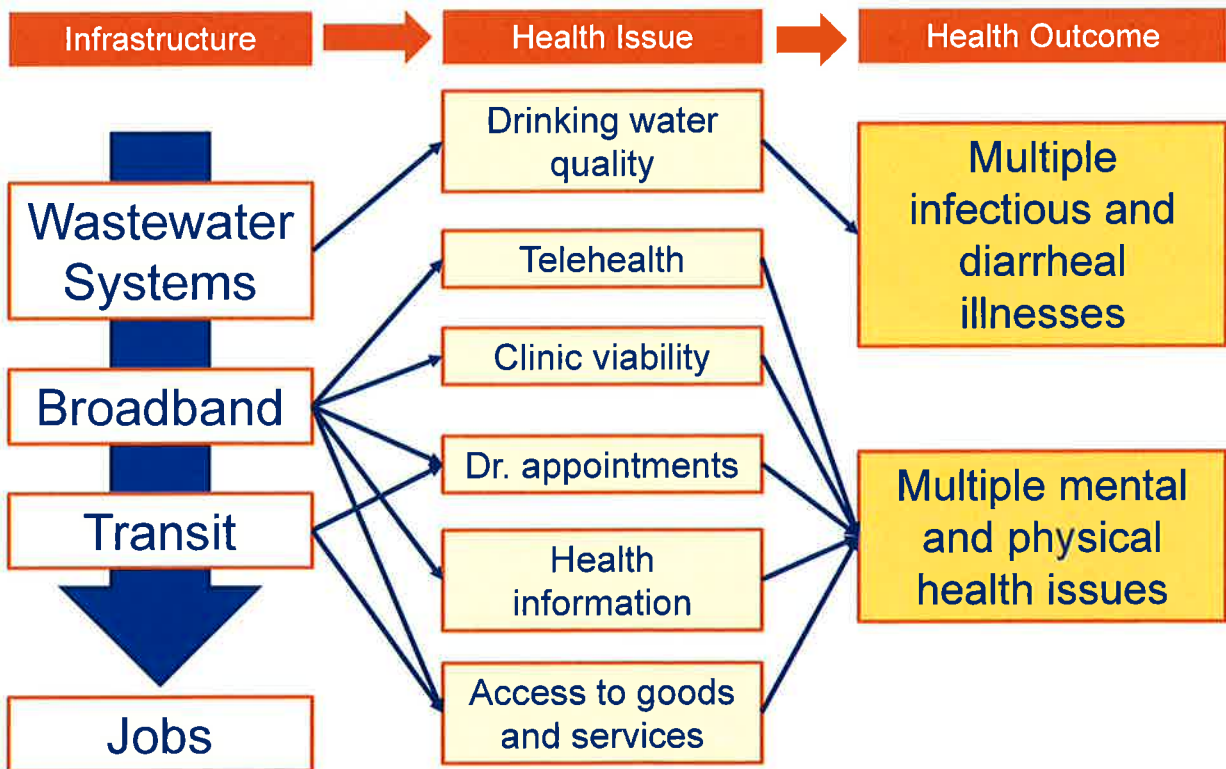 Infrastructure
Health Issue
Health Outcome
Wastewater
Systems
Broadband
Transit
Jobs
Drinking water
quality
Telehealth
Clinic viability
Dr. appointments
Health
information
Access to goods
and services
Multiple
infectious and
diarrheal
illnesses
Multiple mental
and physical
health issues